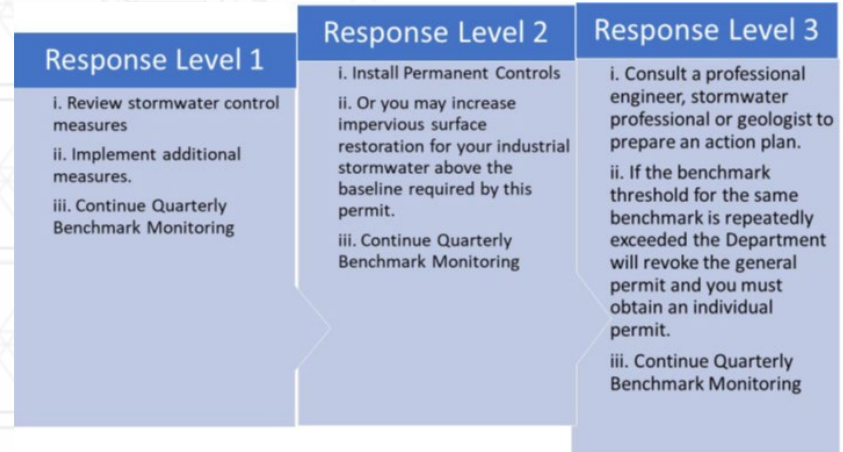 Response Level 1
i. Review stormwater control
measures
ii. Implement additional
measures.
iii. Continue Quarterly
Benchmark Monitoring
Response Level 2
i. Install Permanent Controls
ii. Or you may increase
impervious surface
restoration for your industrial
stormwater above the
baseline required by this
permit.
iii. Continue Quarterly
Benchmark Monitoring
Response Level 3
i. Consult a professional
engineer, stormwater
professional or geologist to
prepare an action plan.
ii. If the benchmark
threshold for the same
benchmark is repeatedly
exceeded the Department
will revoke the general
permit and you must
obtain an individual
permit.
iii. Continue Quarterly
Benchmark Monitoring